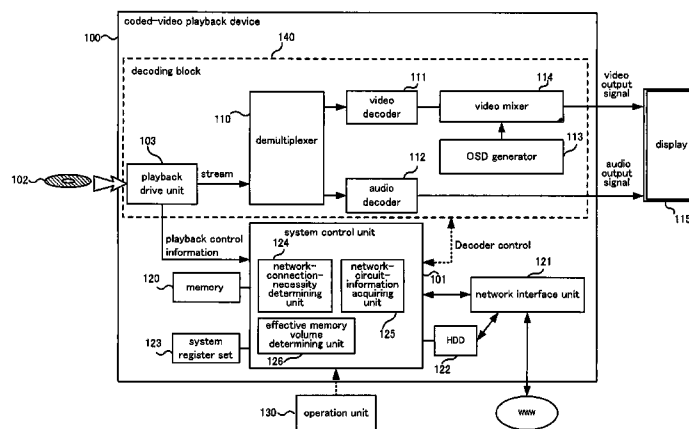 coded-video playback device
100
140
decoding block
111
114
video
output
signal
110
video
decoder
video mixer
103
demultiplexer
113
display
102
playback
drive unit
stream
112
OSD generator
audio
output
signal
audio
decoder
115
system control unit
playback control
information
124
Decoder control
121
120
memory
network-
connection-
necessity
determining
unit
network-
circuit-
information
acquiring
unit
101
network interface unit
125
123
system
register set
effective memory
volume
determining unit
126
HDD
122
130
operation unit
www